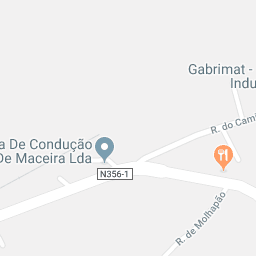 Gabrimat -
Indu
R. do Cami
a De Condução
De Maceira Lda
N356-1
R. de Molhapão